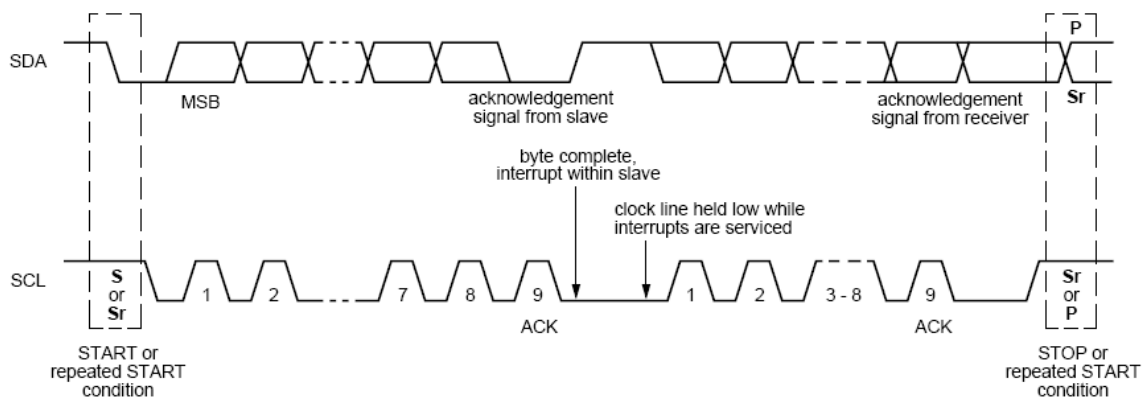 SDA
MSB
acknowledgement
signal from slave
acknowledgement
signal from receiver
P
Sr
byte complete,
interrupt within slave
clock line held low while
interrupts are serviced
SCL
S
or
Sr
1
2
7
8
9
ACK
1
2
3 - 8
9
ACK
Sr
or
P
START or
repeated START
condition
STOP or
repeated START
condition